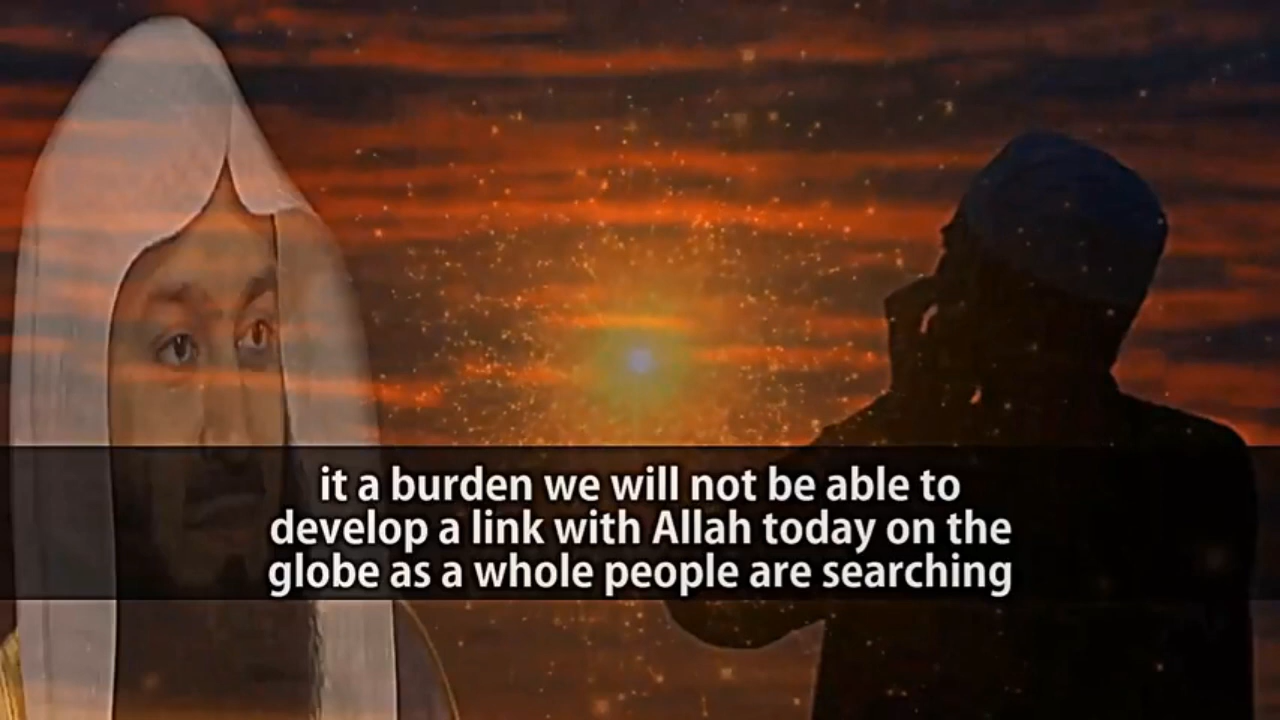 it a burden we will not be able to
develop a link with Allah today on the
globe as a whole people are searching